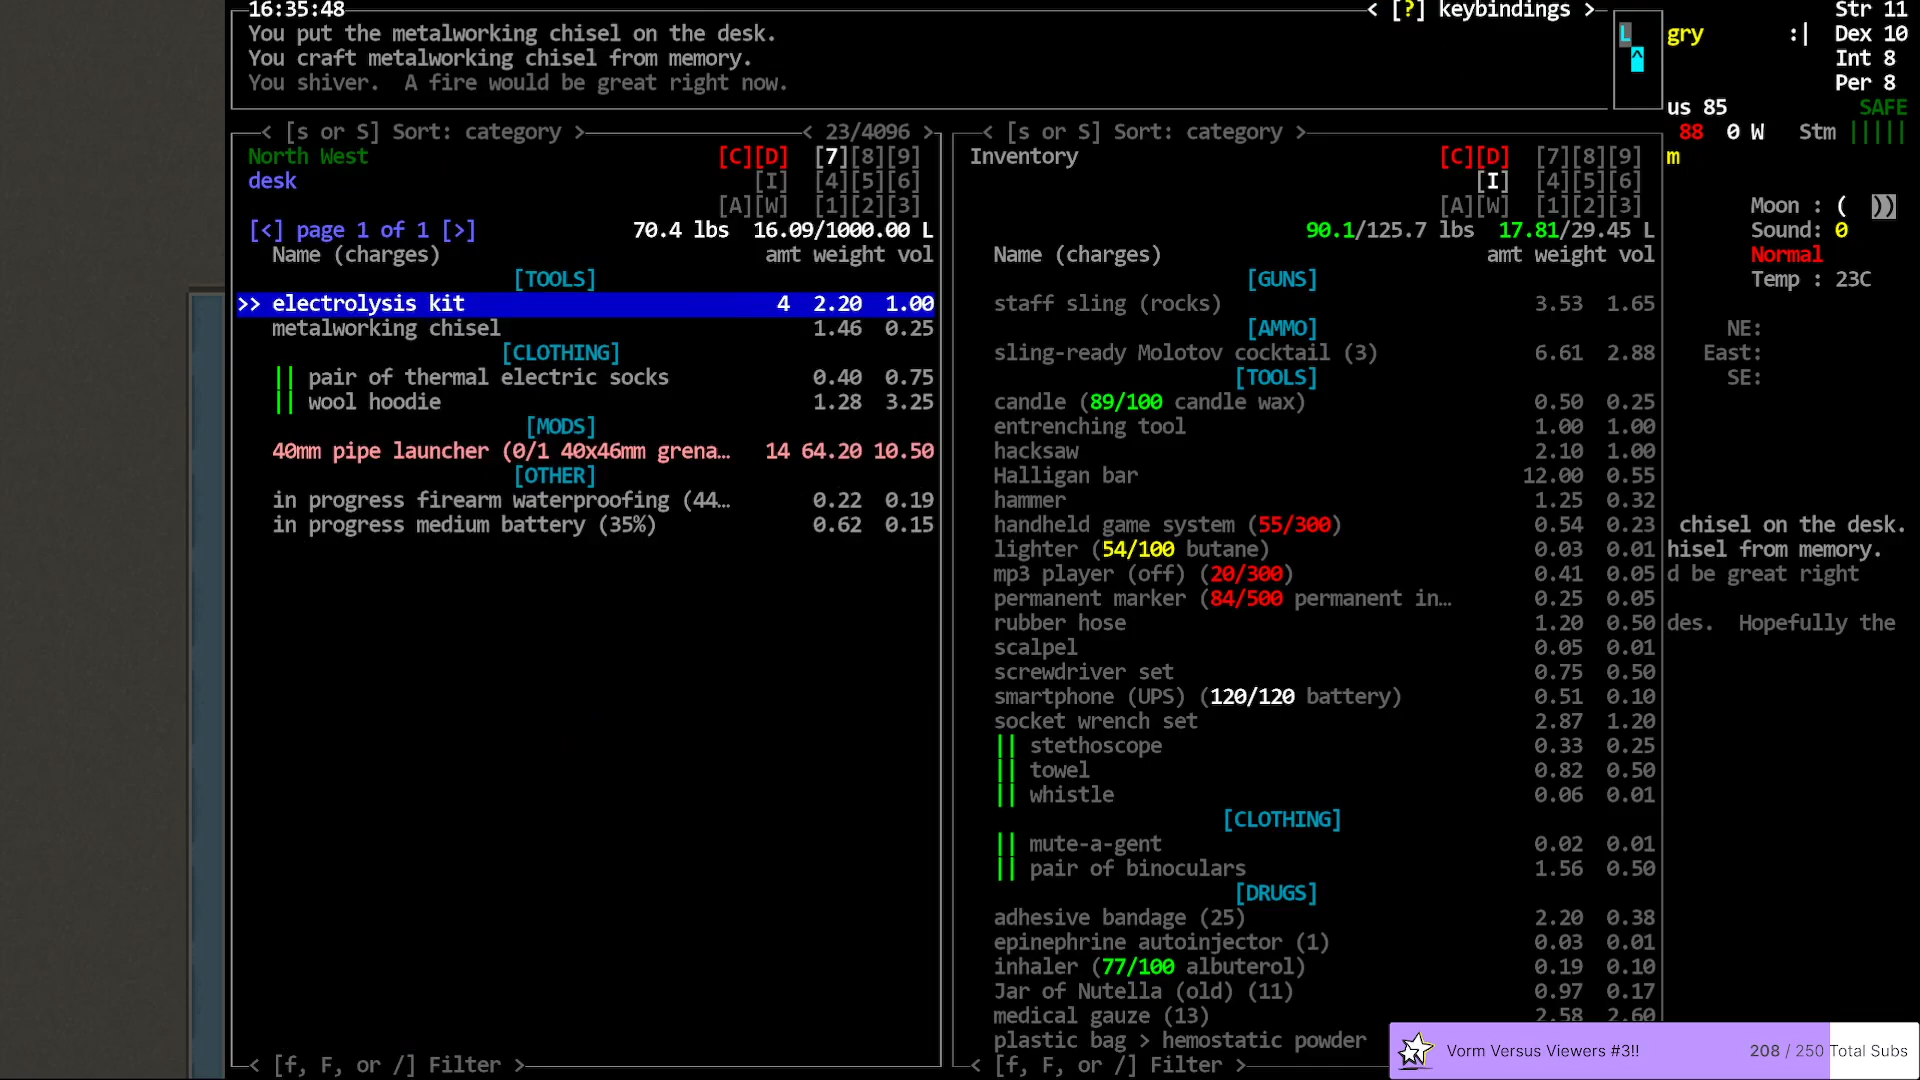 16:35:48
< [?] keybindings >
You put the metalworking chisel on the desk.
You craft metalworking chisel from memory.
You shiver.  A fire would be great right now.
L
^
gry :| Str 11
Dex 10
Int 8
Per 8
us 85 SAFE
88 0 W Stm |||||
m
Moon : ( ))
Sound: 0
Normal
Temp : 23C
NE:
East:
SE:
chisel on the desk.
hisel from memory.
d be great right
des.  Hopefully the
< [s or S] Sort: category > < 23/4096 >
North West [C][D] [7][8][9]
desk [I] [4][5][6]
[A][W] [1][2][3]
[<] page 1 of 1 [>] 70.4 lbs 16.09/1000.00 L
Name (charges) amt weight vol
[TOOLS]
>> electrolysis kit 4 2.20 1.00
metalworking chisel 1.46 0.25
[CLOTHING]
|| pair of thermal electric socks 0.40 0.75
|| wool hoodie 1.28 3.25
[MODS]
40mm pipe launcher (0/1 40x46mm grena… 14 64.20 10.50
[OTHER]
in progress firearm waterproofing (44… 0.22 0.19
in progress medium battery (35%) 0.62 0.15
< [f, F, or /] Filter >
< [s or S] Sort: category >
Inventory [C][D] [7][8][9]
[I] [4][5][6]
[A][W] [1][2][3]
90.1/125.7 lbs 17.81/29.45 L
Name (charges) amt weight vol
[GUNS]
staff sling (rocks) 3.53 1.65
[AMMO]
sling-ready Molotov cocktail (3) 6.61 2.88
[TOOLS]
candle (89/100 candle wax) 0.50 0.25
entrenching tool 1.00 1.00
hacksaw 2.10 1.00
Halligan bar 12.00 0.55
hammer 1.25 0.32
handheld game system (55/300) 0.54 0.23
lighter (54/100 butane) 0.03 0.01
mp3 player (off) (20/300) 0.41 0.05
permanent marker (84/500 permanent in… 0.25 0.05
rubber hose 1.20 0.50
scalpel 0.05 0.01
screwdriver set 0.75 0.50
smartphone (UPS) (120/120 battery) 0.51 0.10
socket wrench set 2.87 1.20
|| stethoscope 0.33 0.25
|| towel 0.82 0.50
|| whistle 0.06 0.01
[CLOTHING]
|| mute-a-gent 0.02 0.01
|| pair of binoculars 1.56 0.50
[DRUGS]
adhesive bandage (25) 2.20 0.38
epinephrine autoinjector (1) 0.03 0.01
inhaler (77/100 albuterol) 0.19 0.10
Jar of Nutella (old) (11) 0.97 0.17
medical gauze (13) 2.58 2.60
plastic bag > hemostatic powder
< [f, F, or /] Filter >
Vorm Versus Viewers #3!! 208 / 250 Total Subs